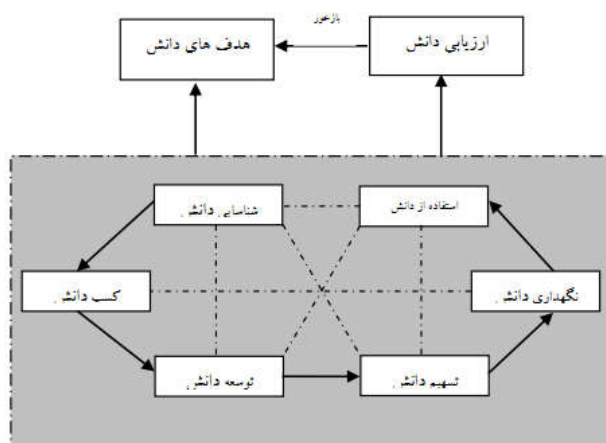 بازخور
ارزیابی دانش
هدف های دانش
استفاده از دانش
شناسایی دانش
نگهداری دانش
کسب دانش
تسهیم دانش
توسعه دانش